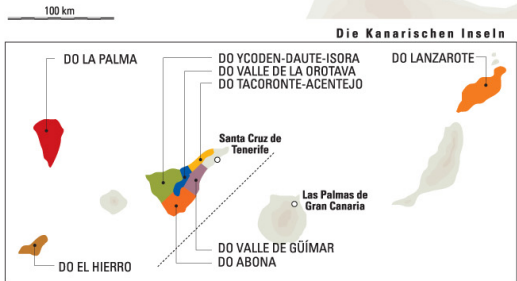 100 km
Die Kanarischen Inseln
DO LA PALMA
DO YCODEN-DAUTE-ISORA
DO LANZAROTE
DO VALLE DE LA OROTAVA
DO TACORONTE-ACENTEJO
Santa Cruz de
Tenerife
Las Palmas de
Gran Canaria
DO VALLE DE GÜÍMAR
DO EL HIERRO
DO ABONA